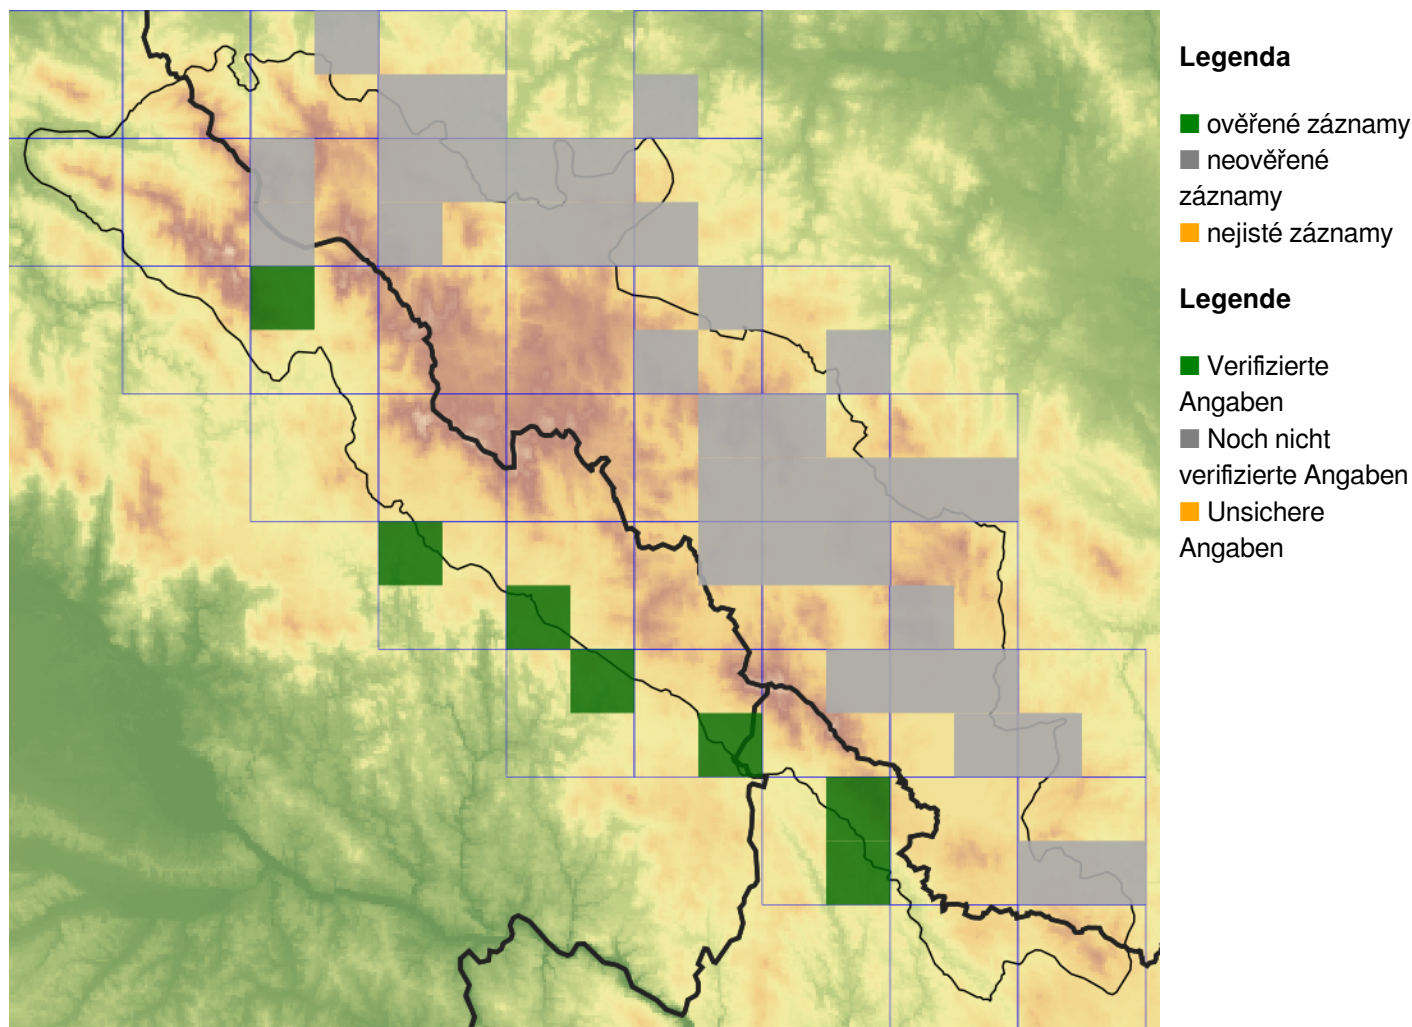 Legenda
ověřené záznamy
neověřené
záznamy
nejisté záznamy
Legende
Verifizierte
Angaben
Noch nicht
verifizierte Angaben
Unsichere
Angaben